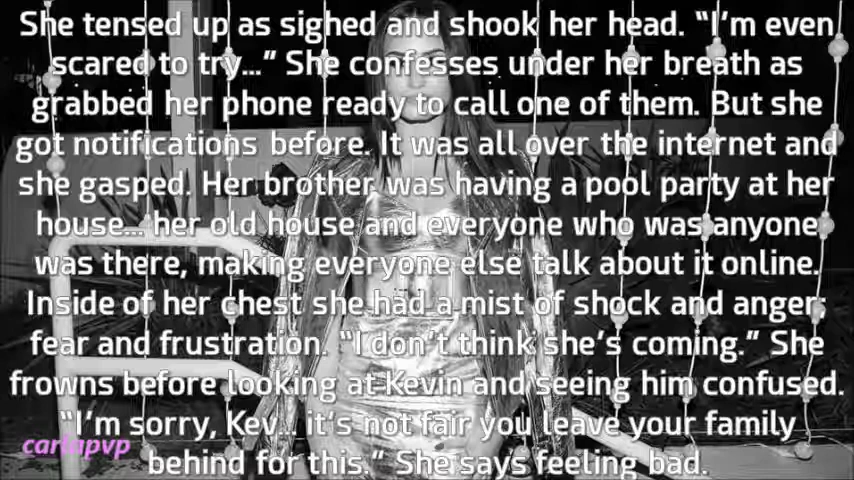 She tensed up as sighed and shook her head. “I’m even
scared to try...” She confesses under her breath as
grabbed her phone ready to call one of them. But she
got notifications before. It was all over the internet and
she gasped. Her brother was having a pool party at her
house... her old house and everyone who was anyone
was there, making everyone else talk about it online.
Inside of her chest she had a mist of shock and anger;
fear and frustration. “I don’t think she’s coming.” She
frowns before looking at Kevin and seeing him confused.
“I’m sorry, Kev... it’s not fair you leave your family
behind for this.” She says feeling bad.
carlapvp